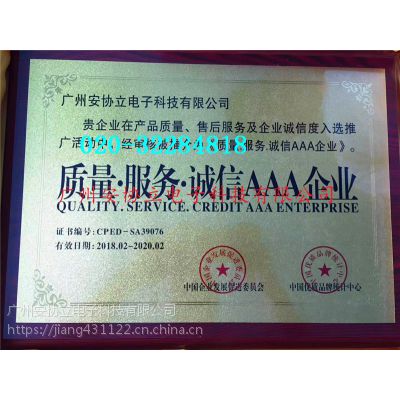 广州安协立电子科技有限公司
贵企业在产品质量、售后服务及企业诚信度入选推
广活动中，经审核被推介为《质量.服务.诚信AAA企业》。
质量·服务·诚信AAA企业
QUALITY. SERVICE. CREDIT AAA ENTERPRISE
证书编号:CPED-SA39076
有效日期:2018.02-2020.02
中国企业发展促进委员会
中国优质品牌统计中心
广州安协立电子科技有限公司
https://jiang431122.cn.china.cn